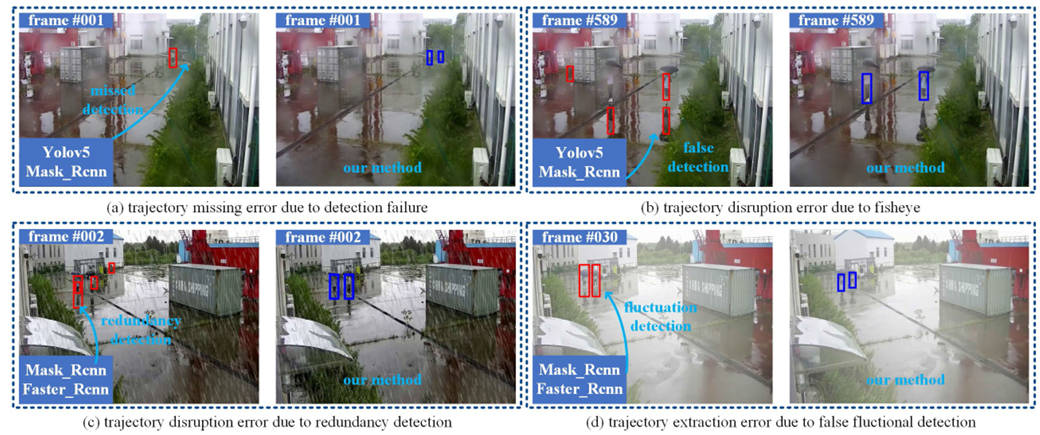 frame #001
frame #001
missed
detection
Yolov5
Mask_Rcnn
our method
frame #589
frame #589
false
detection
Yolov5
Mask_Rcnn
our method
(a) trajectory missing error due to detection failure
(b) trajectory disruption error due to fisheye
frame #002
frame #002
redundancy
detection
Mask_Rcnn
Faster_Rcnn
our method
frame #030
fluctuation
detection
Mask_Rcnn
Faster_Rcnn
our method
SHIPPING
SHIPPING
SHIPPING
(c) trajectory disruption error due to redundancy detection
(d) trajectory extraction error due to false fluctional detection